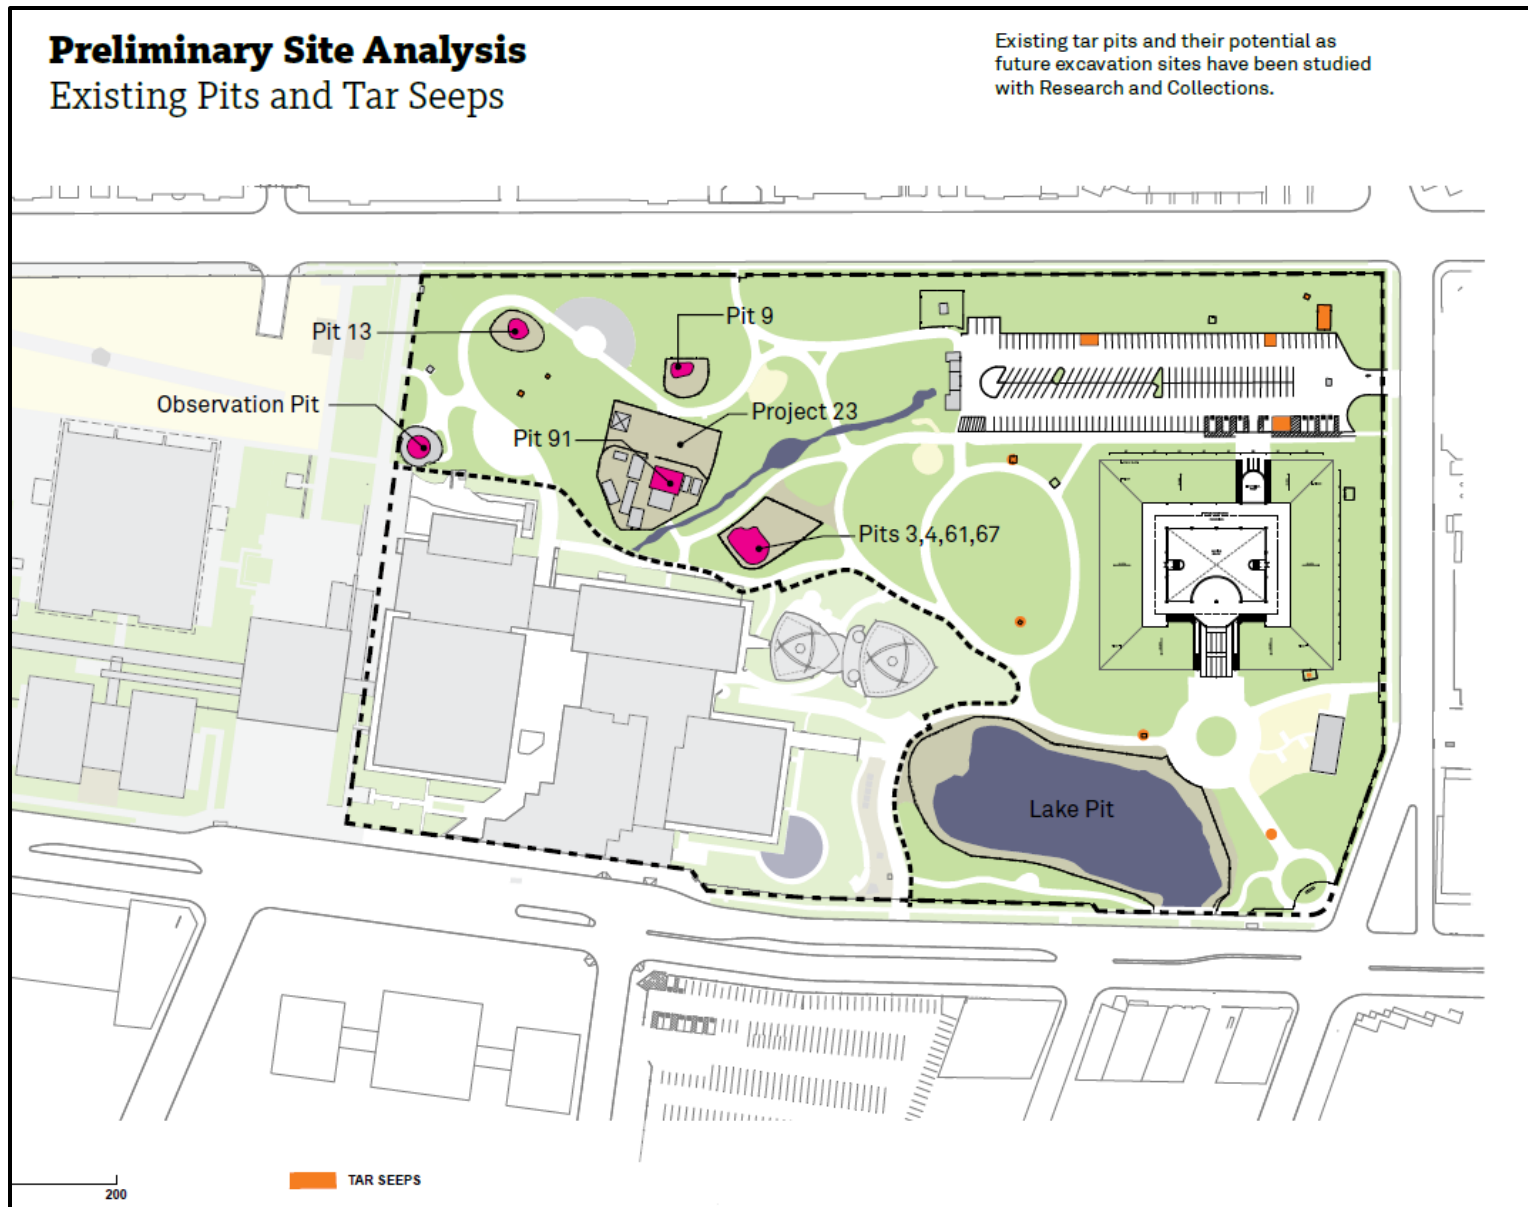 Preliminary Site Analysis
Existing Pits and Tar Seeps
Existing tar pits and their potential as
future excavation sites have been studied
with Research and Collections.
Pit 13
Pit 9
Observation Pit
Project 23
Pit 91
Pits 3,4,61,67
Lake Pit
200
TAR SEEPS